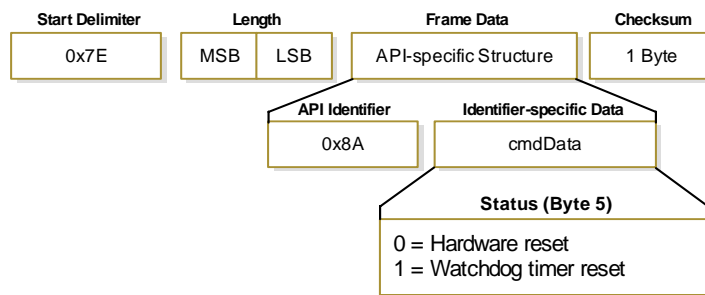 Start Delimiter Length Frame Data Checksum
0x7E MSB LSB API-specific Structure 1 Byte
API Identifier Identifier-specific Data
0x8A cmdData
Status (Byte 5)
0 = Hardware reset
1 = Watchdog timer reset